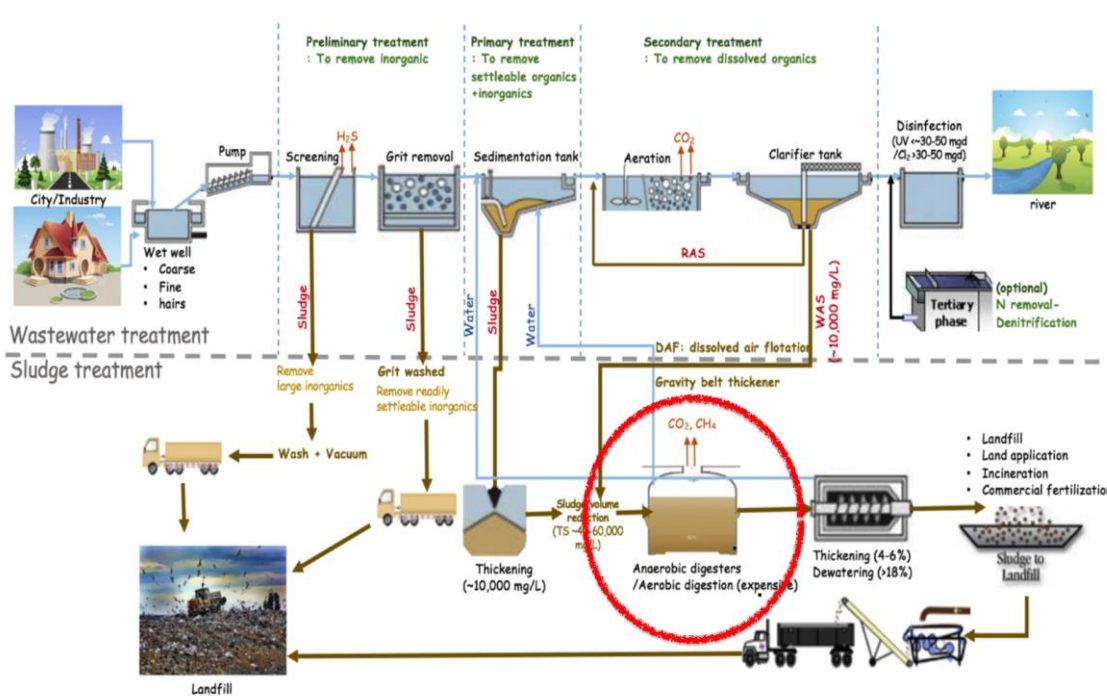 Preliminary treatment
: To remove inorganic
Primary treatment
: To remove
settleable organics
+inorganics
Secondary treatment
: To remove dissolved organics
City/Industry
Pump
Wet well
• Coarse
• Fine
• hairs
Screening
H₂S
Grit removal
Sedimentation tank
Aeration
CO₂
Clarifier tank
Disinfection
(UV <~30-50 mgd
/Cl₂ >30-50 mgd)
river
RAS
Sludge
Sludge
Water
Sludge
Water
WAS
(~10,000 mg/L)
Tertiary
phase
(optional)
N removal-
Denitrification
Wastewater treatment
Sludge treatment
DAF: dissolved air flotation
Gravity belt thickener
Remove
large inorganics
Grit washed
Remove readily
settleable inorganics
Wash + Vacuum
CO₂, CH₄
Sludge volume
reduction
(TS ~4 ~60,000
mg/L)
Thickening
(~10,000 mg/L)
Anaerobic digesters
/Aerobic digestion (expensive)
Thickening (4-6%)
Dewatering (>18%)
• Landfill
• Land application
• Incineration
• Commercial fertilization
Sludge to
Landfill
Landfill